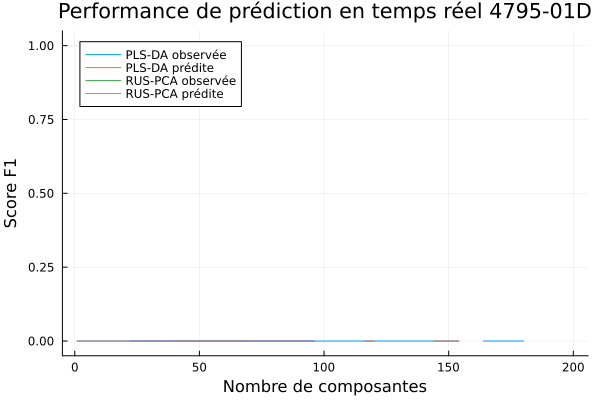 Performance de prédiction en temps réel 4795-01D
1.00
0.75
0.50
0.25
0.00
Score F1
PLS-DA observée
PLS-DA prédite
RUS-PCA observée
RUS-PCA prédite
0 50 100 150 200
Nombre de composantes